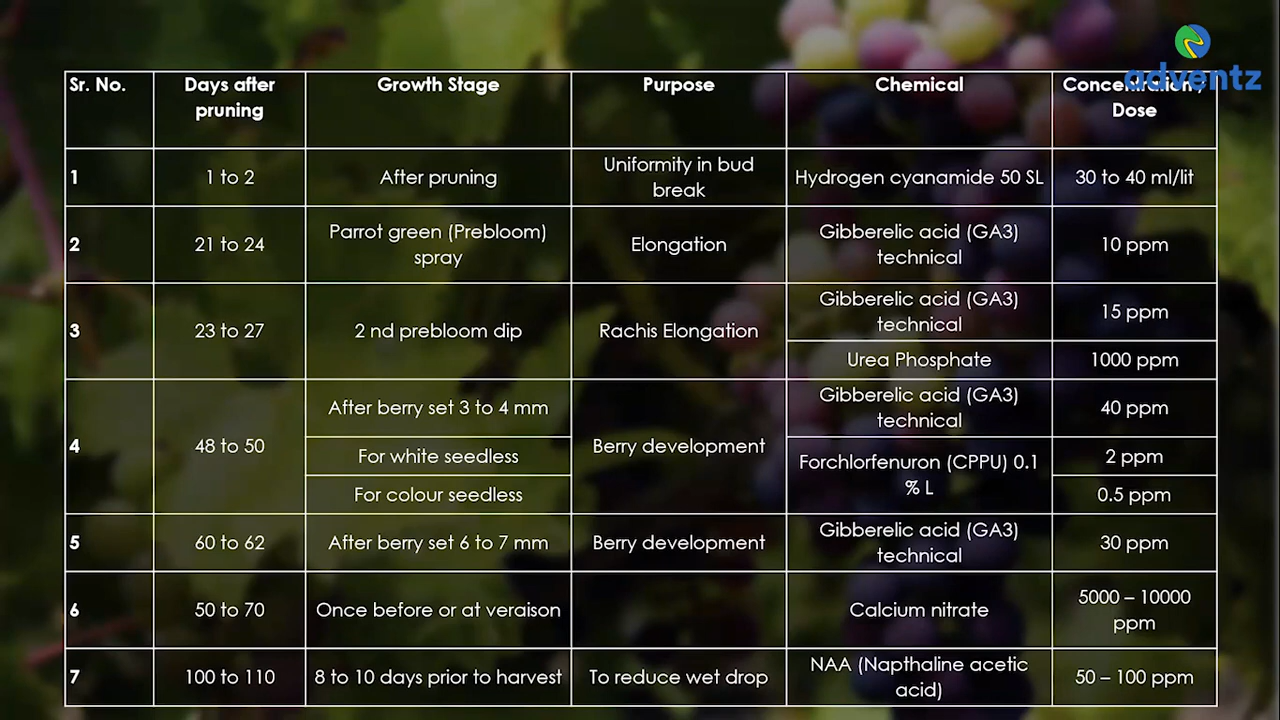 adventz
Sr. No.
Days after
pruning
Growth Stage
Purpose
Chemical
Concentration/
Dose
1
1 to 2
After pruning
Uniformity in bud
break
Hydrogen cyanamide 50 SL
30 to 40 ml/lit
2
21 to 24
Parrot green (Prebloom)
spray
Elongation
Gibberelic acid (GA3)
technical
10 ppm
3
23 to 27
2 nd prebloom dip
Rachis Elongation
Gibberelic acid (GA3)
technical
15 ppm
Urea Phosphate
1000 ppm
4
48 to 50
After berry set 3 to 4 mm
For white seedless
For colour seedless
Berry development
Gibberelic acid (GA3)
technical
40 ppm
Forchlorfenuron (CPPU) 0.1
% L
2 ppm
0.5 ppm
5
60 to 62
After berry set 6 to 7 mm
Berry development
Gibberelic acid (GA3)
technical
30 ppm
6
50 to 70
Once before or at veraison
Calcium nitrate
5000 – 10000
ppm
7
100 to 110
8 to 10 days prior to harvest
To reduce wet drop
NAA (Napthaline acetic
acid)
50 – 100 ppm